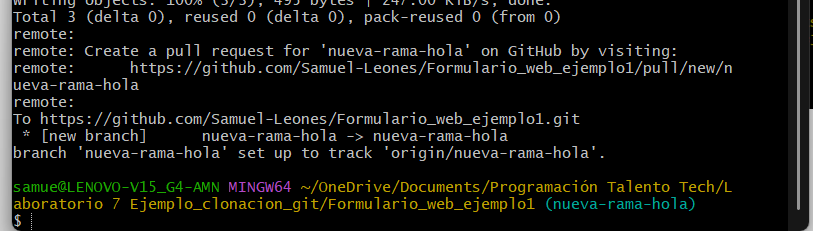 Writing objects: 100% (3/3), 495 bytes | 247.00 KiB/s, done.
Total 3 (delta 0), reused 0 (delta 0), pack-reused 0 (from 0)
remote:
remote: Create a pull request for 'nueva-rama-hola' on GitHub by visiting:
remote:      https://github.com/Samuel-Leones/Formulario_web_ejemplo1/pull/new/n
ueva-rama-hola
remote:
To https://github.com/Samuel-Leones/Formulario_web_ejemplo1.git
 * [new branch]      nueva-rama-hola -> nueva-rama-hola
branch 'nueva-rama-hola' set up to track 'origin/nueva-rama-hola'.
samue@LENOVO-V15_G4-AMN MINGW64 ~/OneDrive/Documents/Programación Talento Tech/L
aboratorio 7 Ejemplo_clonacion_git/Formulario_web_ejemplo1 (nueva-rama-hola)
$